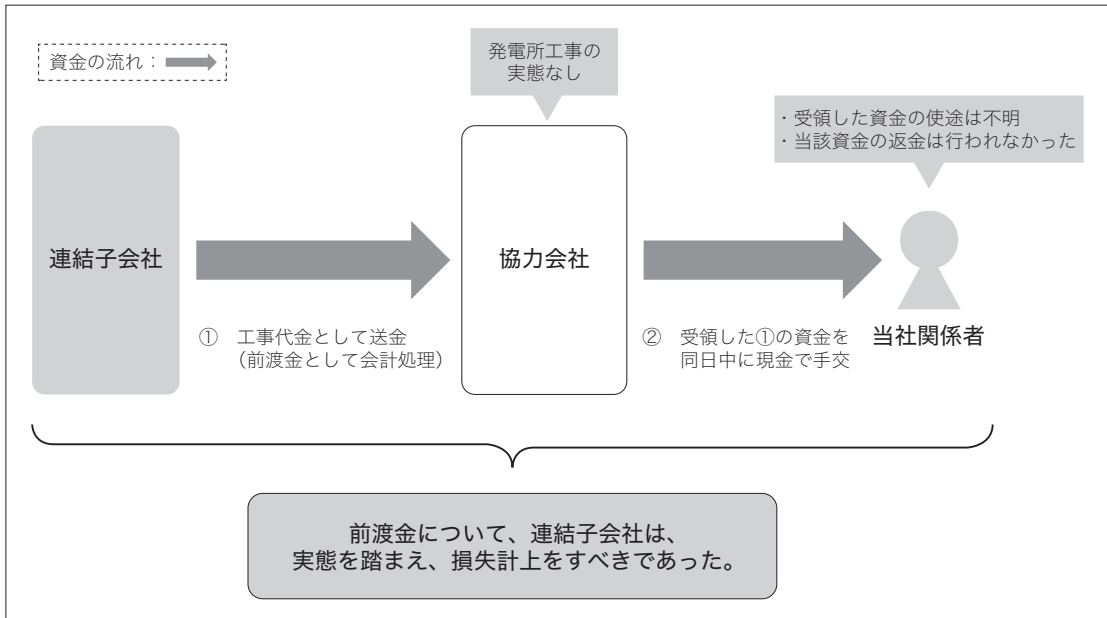 資金の流れ：
発電所工事の
実態なし
・受領した資金の使途は不明
・当該資金の返金は行われなかった
連結子会社
協力会社
① 工事代金として送金
（前渡金として会計処理）
② 受領した①の資金を
同日中に現金で手交
当社関係者
前渡金について、連結子会社は、
実態を踏まえ、損失計上をすべきであった。